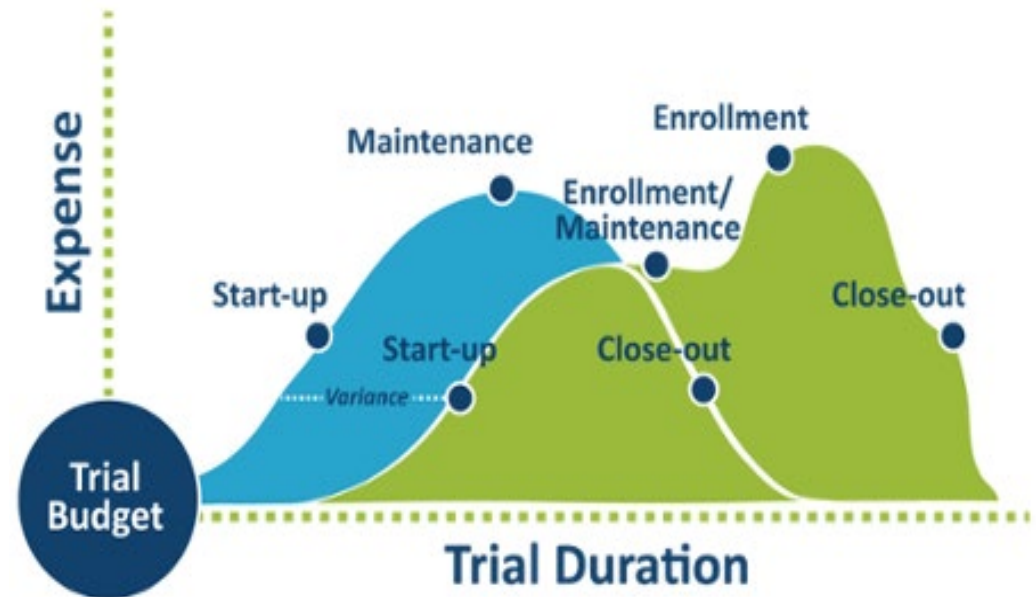 Expense
Enrollment
Maintenance
Enrollment/
Maintenance
Start-up
Close-out
Start-up
Close-out
Variance
Trial
Budget
Trial Duration